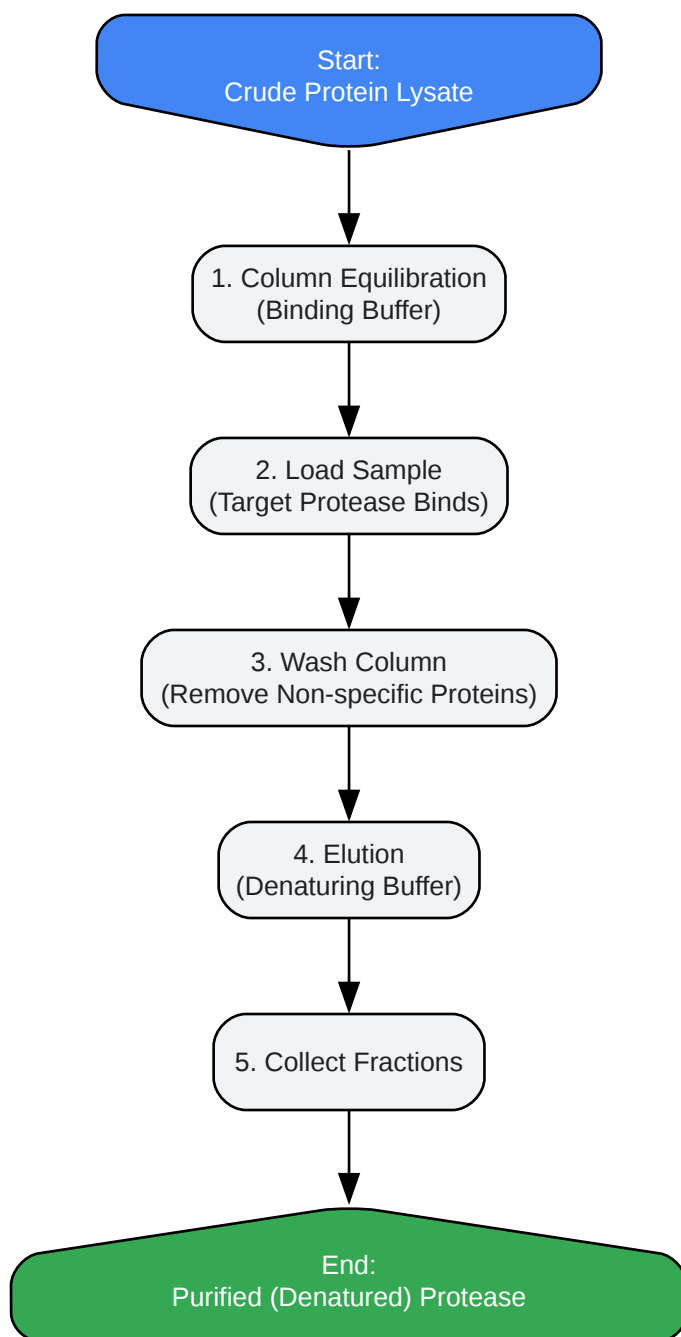 Start:
Crude Protein Lysate
1. Column Equilibration
(Binding Buffer)
2. Load Sample
(Target Protease Binds)
3. Wash Column
(Remove Non-specific Proteins)
4. Elution
(Denaturing Buffer)
5. Collect Fractions
End:
Purified (Denatured) Protease